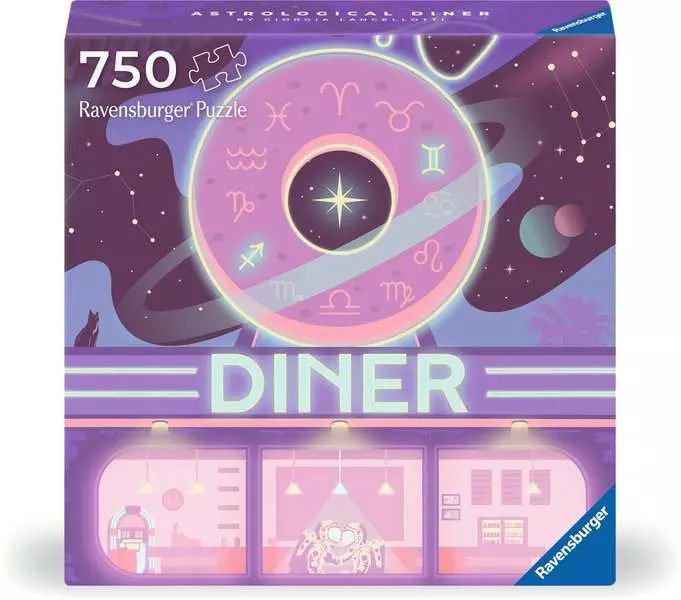 ASTROLOGICAL DINER
BY GIORGIA LANCELLOTTI
Ravensburger
750
Ravensburger® Puzzle
DINER
Ravensburger